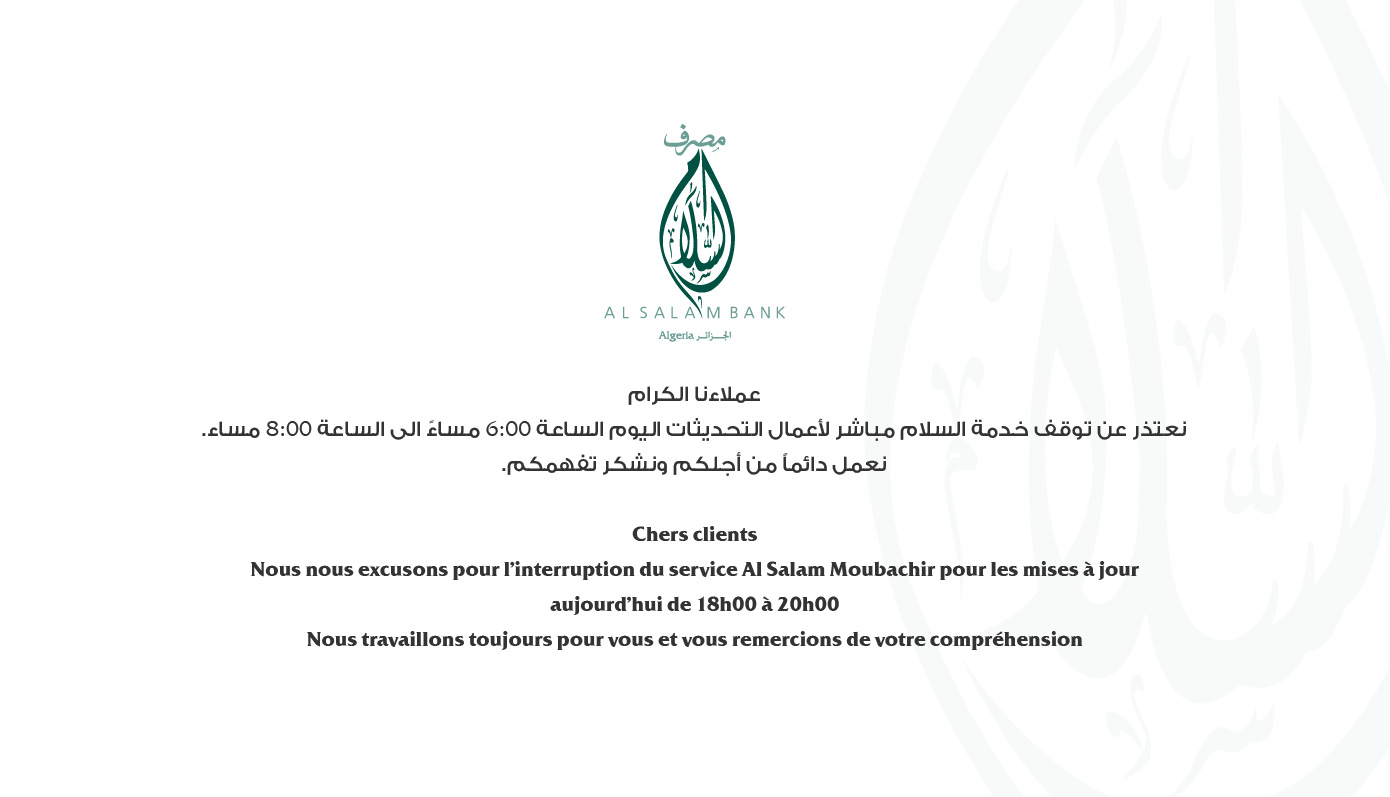 مصرف
السلام
AL SALAM BANK
Algeria الجزائر
عملاءنا الكرام
نعتذر عن توقف خدمة السلام مباشر لأعمال التحديثات اليوم الساعة 6:00 مساءً الى الساعة 8:00 مساء.
نعمل دائماً من أجلكم ونشكر تفهمكم.
Chers clients
Nous nous excusons pour l’interruption du service Al Salam Moubachir pour les mises à jour
aujourd’hui de 18h00 à 20h00
Nous travaillons toujours pour vous et vous remercions de votre compréhension